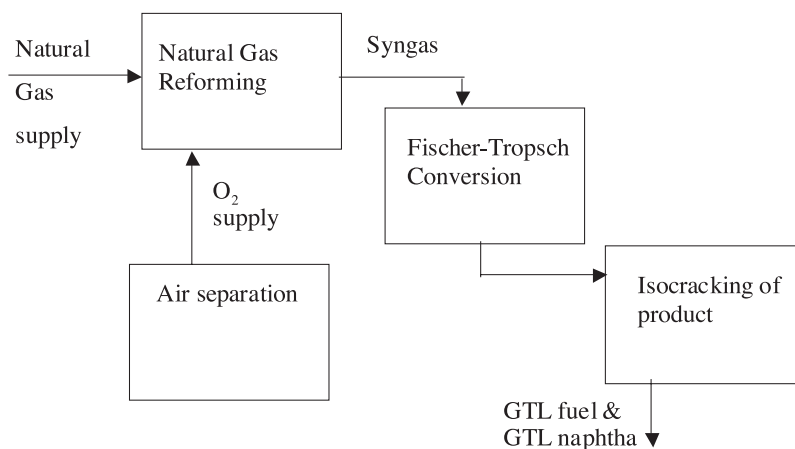 Natural
Gas
supply
Natural Gas
Reforming
Syngas
Fischer-Tropsch
Conversion
O₂
supply
Air separation
Isocracking of
product
GTL fuel &
GTL naphtha